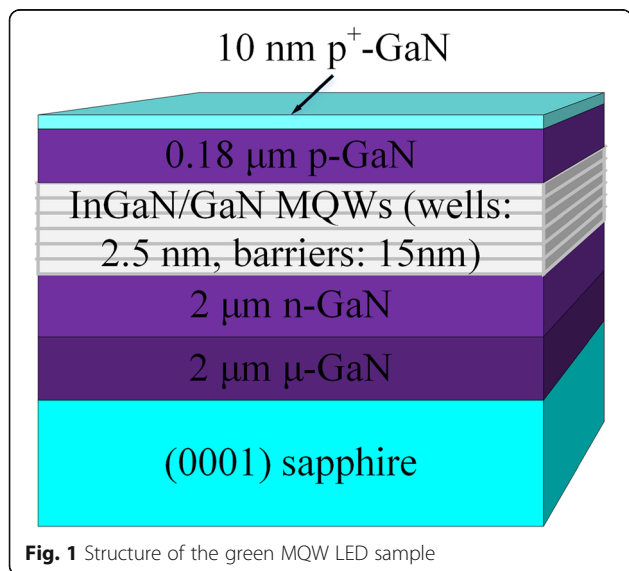 10 nm p⁺-GaN
0.18 μm p-GaN
InGaN/GaN MQWs (wells:
2.5 nm, barriers: 15nm)
2 μm n-GaN
2 μm μ-GaN
(0001) sapphire
Fig. 1 Structure of the green MQW LED sample